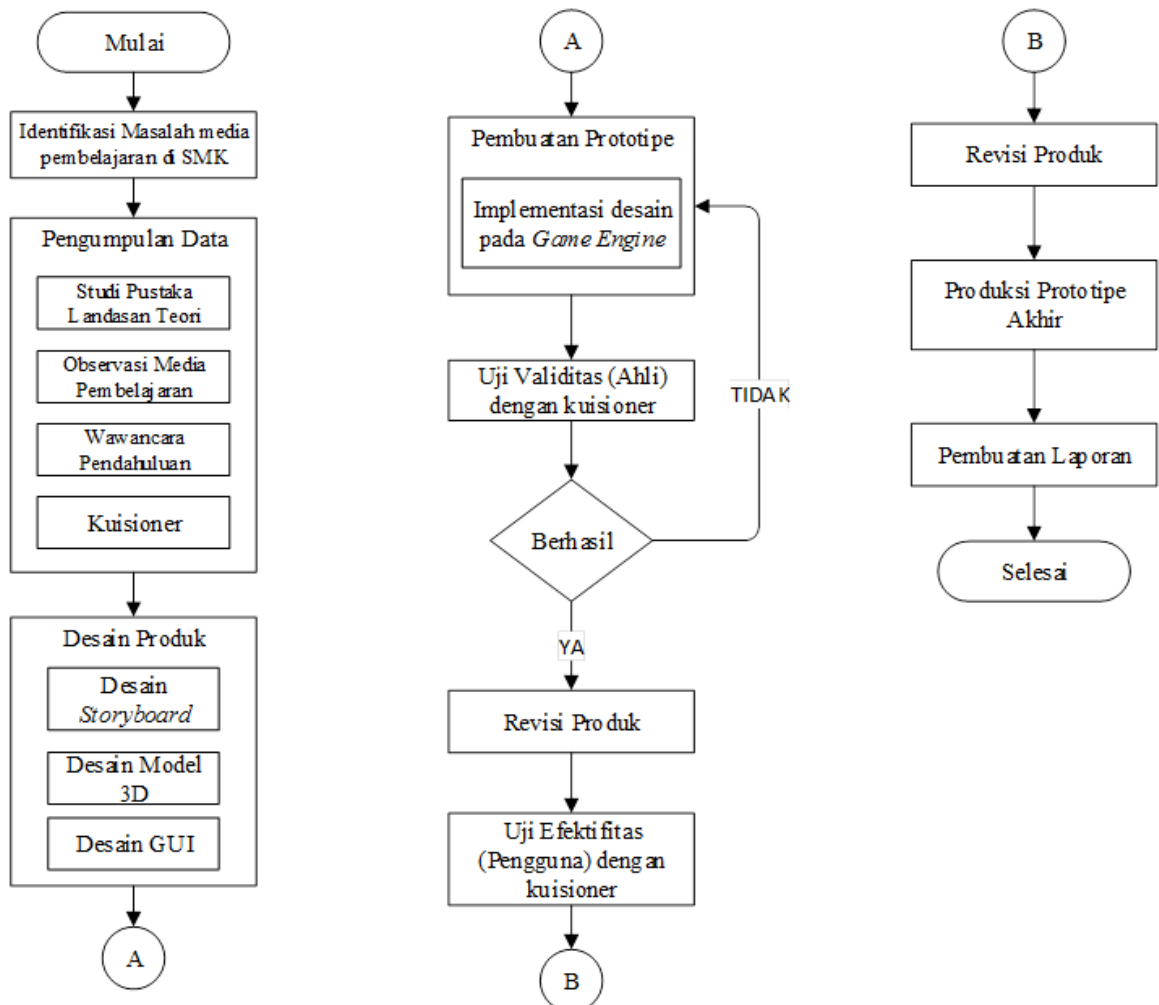 Mulai
Identifikasi Masalah media
pembelajaran di SMK
Pengumpulan Data
Studi Pustaka
Landasan Teori
Observasi Media
Pembelajaran
Wawancara
Pendahuluan
Kuisioner
Desain Produk
Desain
Storyboard
Desain Model
3D
Desain GUI
A
A
Pembuatan Prototipe
Implementasi desain
pada Game Engine
Uji Validitas (Ahli)
dengan kuisioner
TIDAK
Berhasil
YA
Revisi Produk
Uji Efektifitas
(Pengguna) dengan
kuisioner
B
B
Revisi Produk
Produksi Prototipe
Akhir
Pembuatan Laporan
Selesai